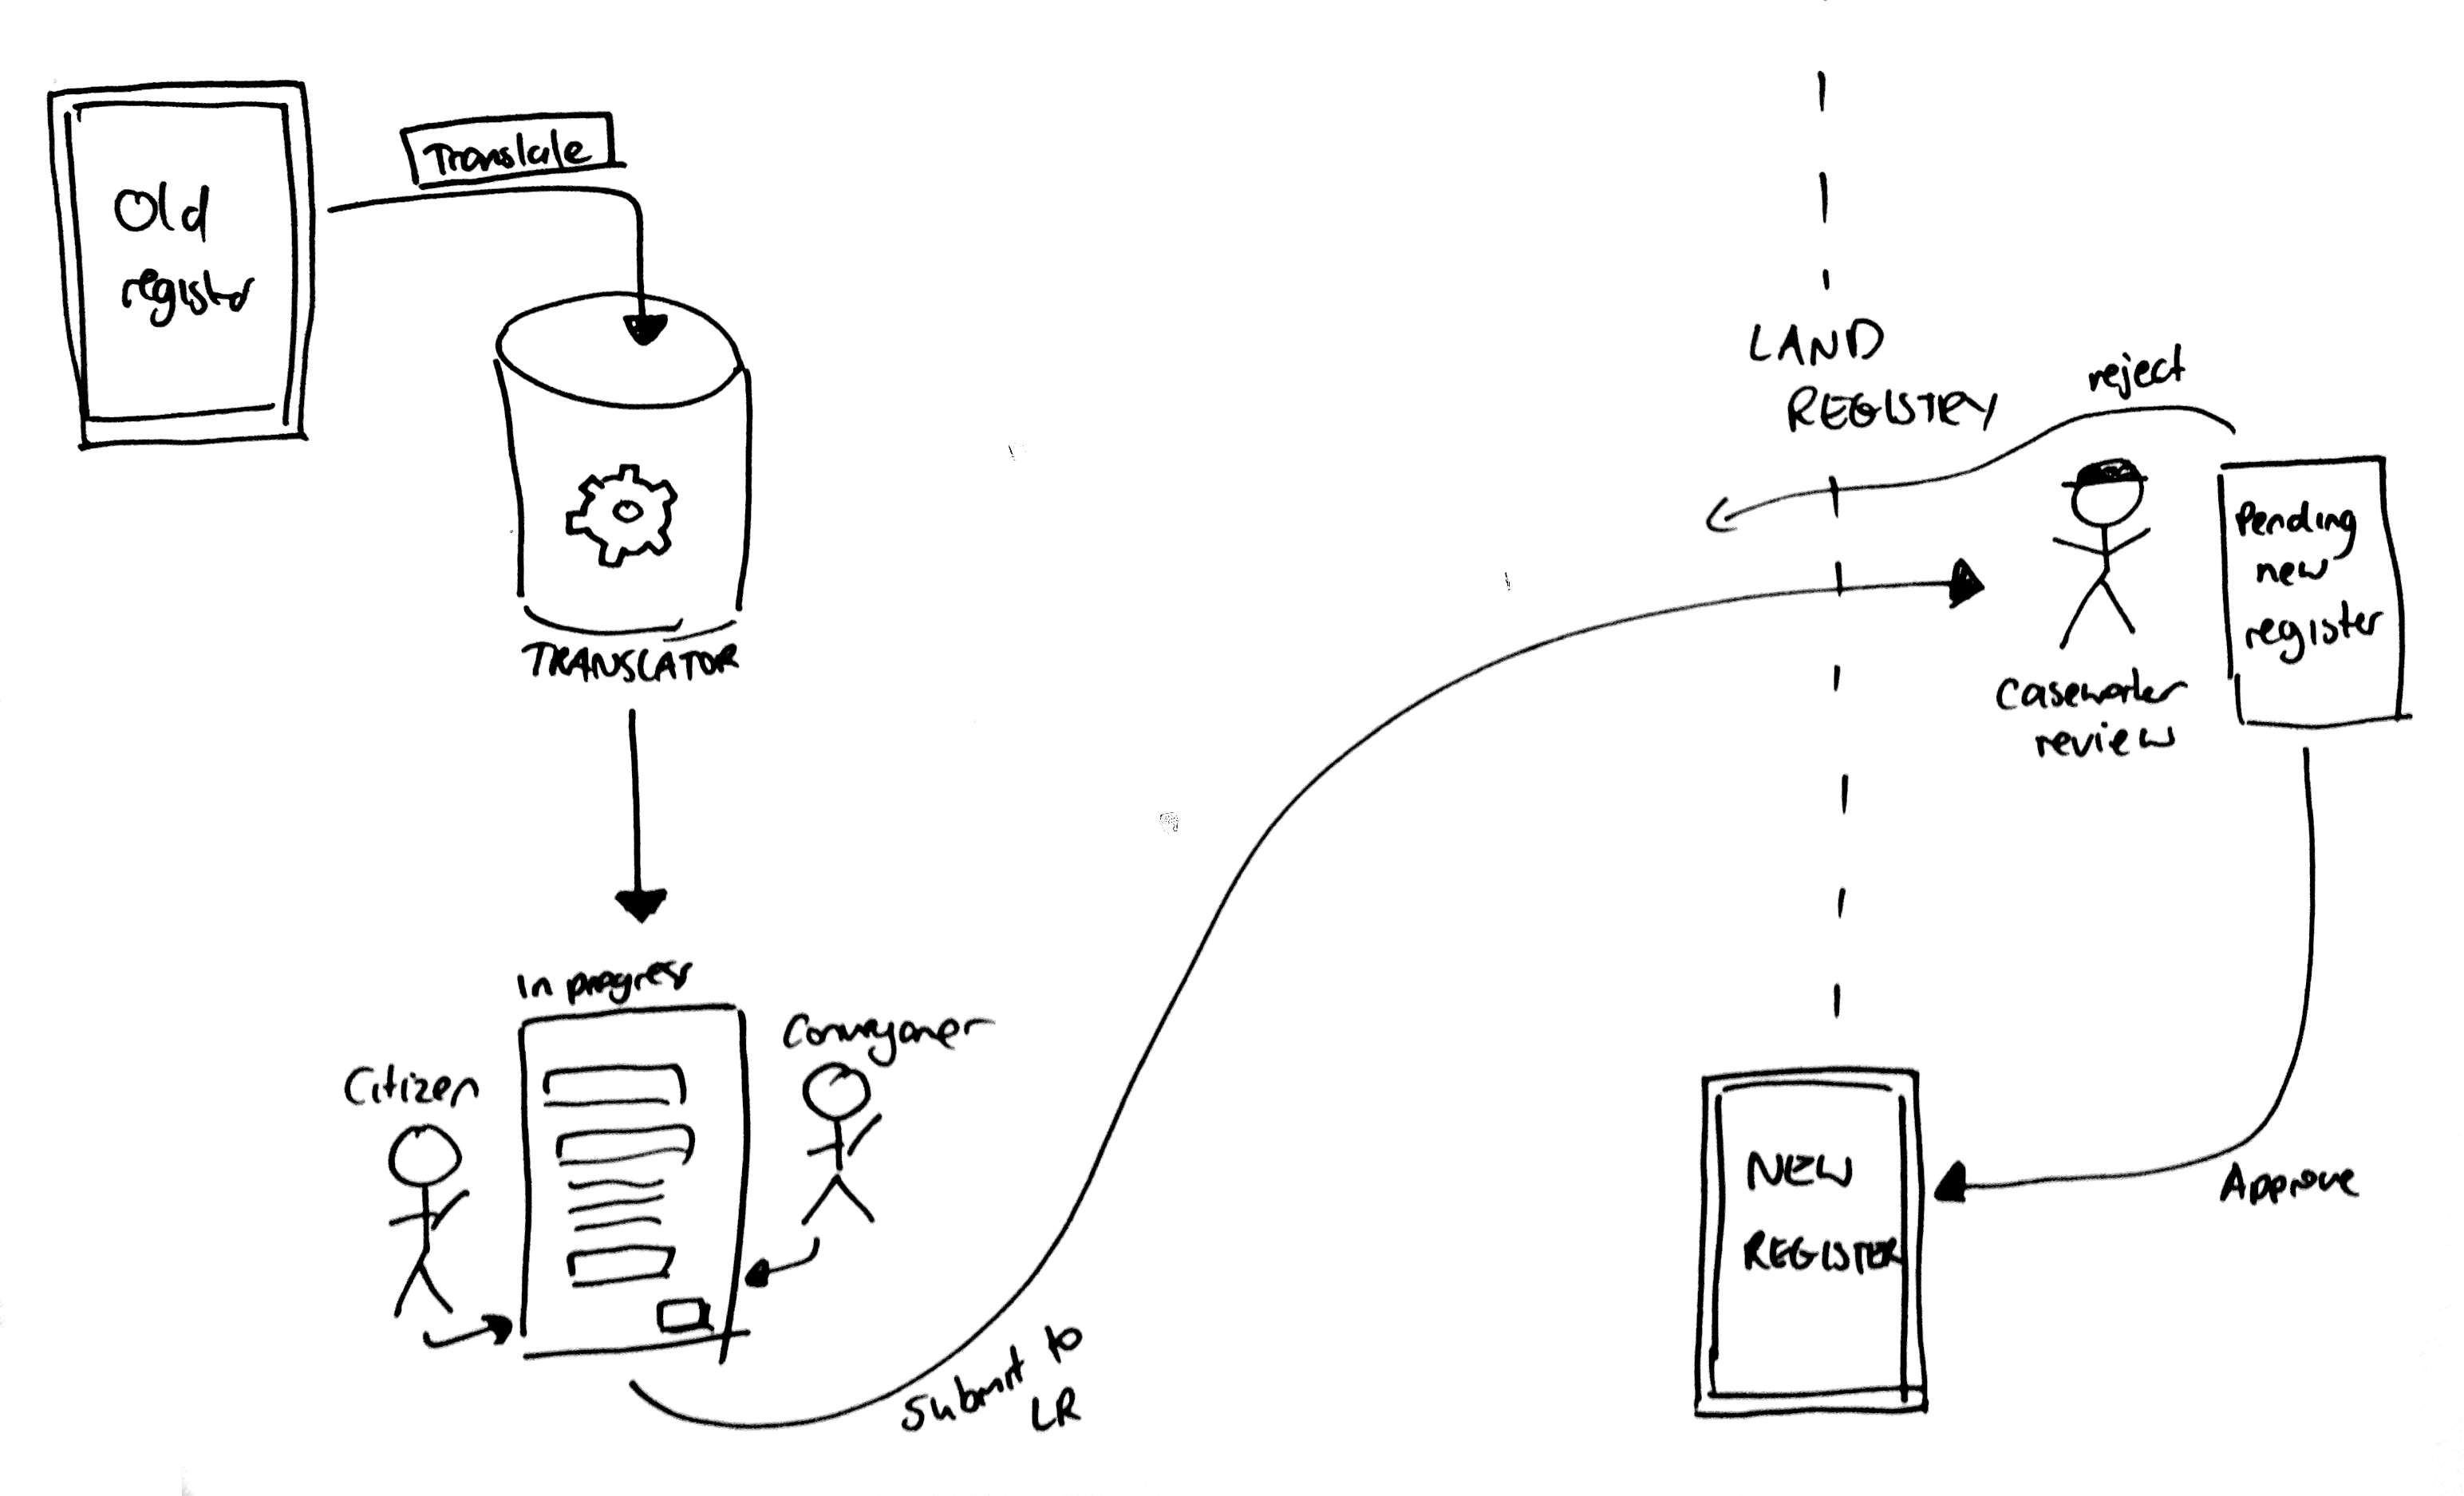 Old
register
Translate
TRANSLATOR
In progress
Citizen
Conveyancer
Submit to
LR
LAND
REGISTRY
reject
Caseworker
review
Pending
new
register
Approve
NEW
REGISTER